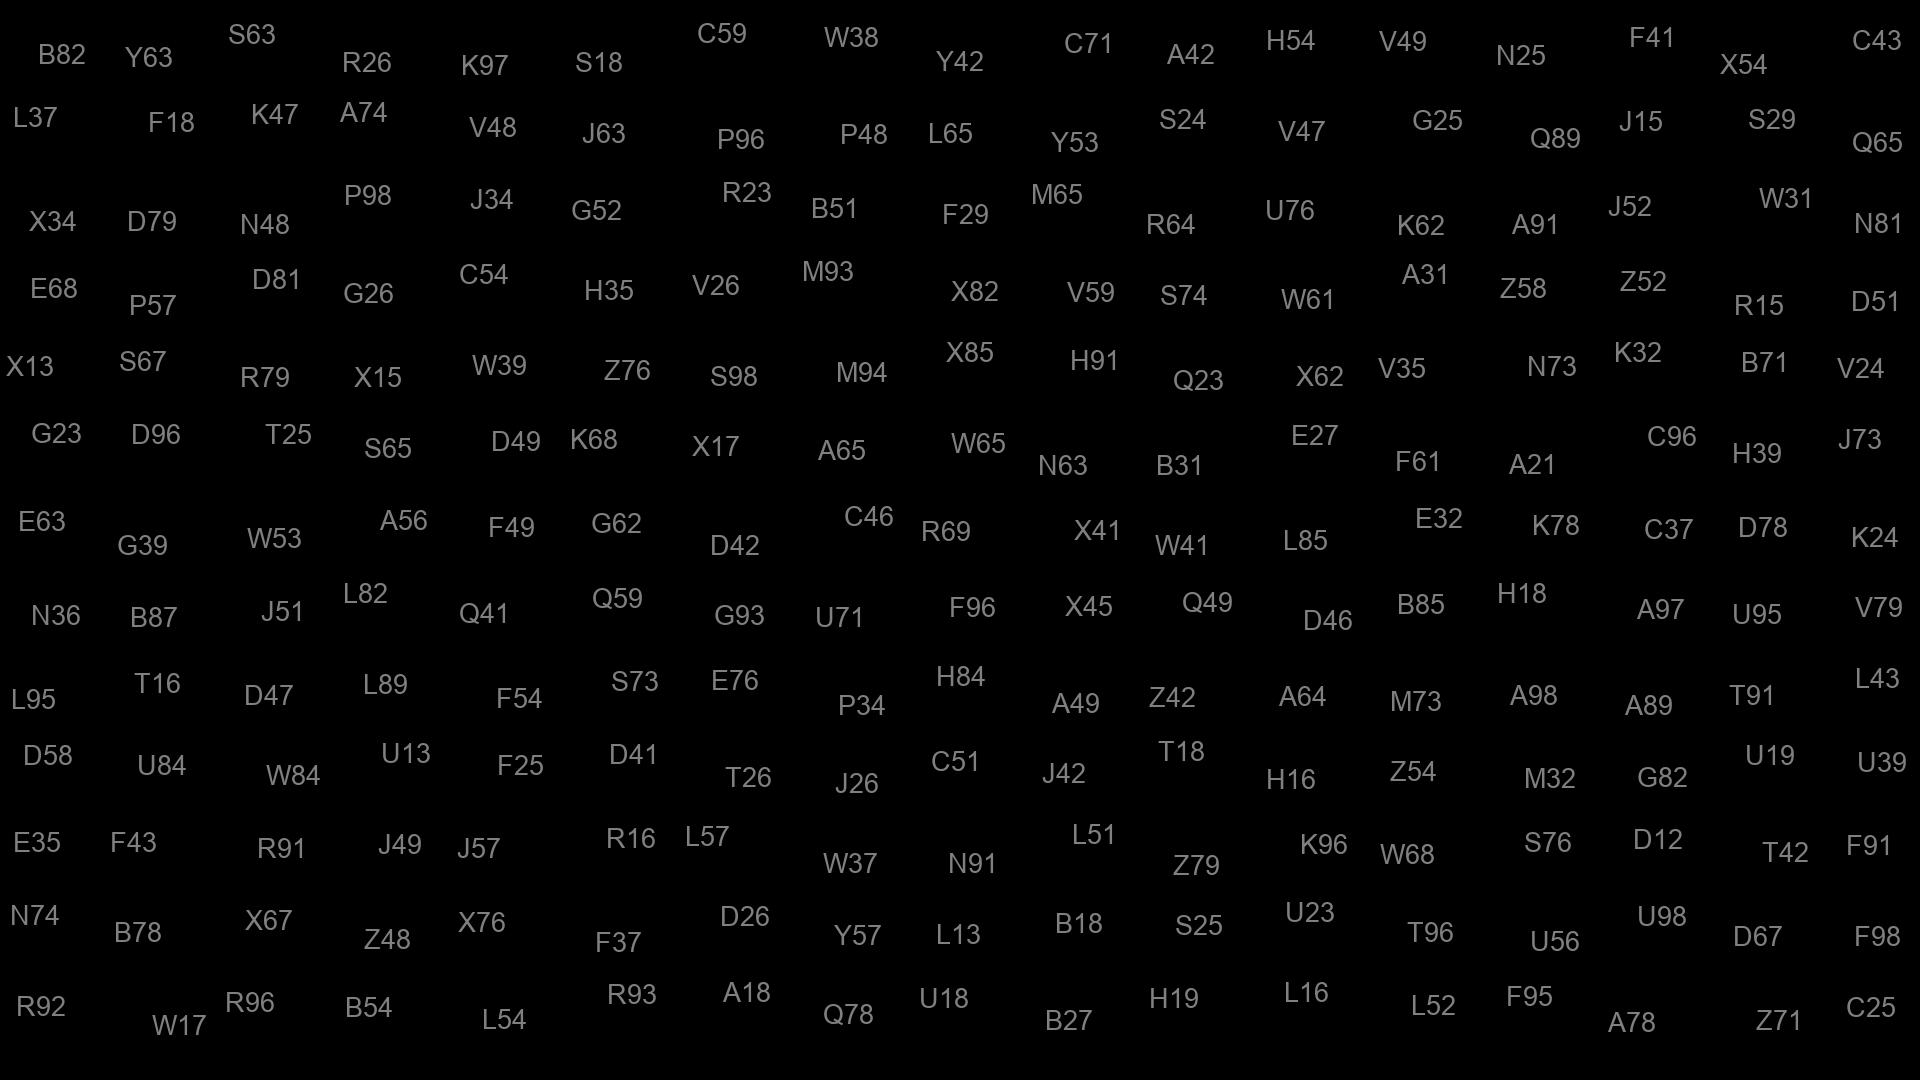 B82 Y63 S63 R26 K97 S18 C59 W38 Y42 C71 A42 H54 V49 N25 F41 X54 C43
L37 F18 K47 A74 V48 J63 P96 P48 L65 Y53 S24 V47 G25 Q89 J15 S29 Q65
X34 D79 N48 P98 J34 G52 R23 B51 F29 M65 R64 U76 K62 A91 J52 W31 N81
E68 P57 D81 G26 C54 H35 V26 M93 X82 V59 S74 W61 A31 Z58 Z52 R15 D51
X13 S67 R79 X15 W39 Z76 S98 M94 X85 H91 Q23 X62 V35 N73 K32 B71 V24
G23 D96 T25 S65 D49 K68 X17 A65 W65 N63 B31 E27 F61 A21 C96 H39 J73
E63 G39 W53 A56 F49 G62 D42 C46 R69 X41 W41 L85 E32 K78 C37 D78 K24
N36 B87 J51 L82 Q41 Q59 G93 U71 F96 X45 Q49 D46 B85 H18 A97 U95 V79
L95 T16 D47 L89 F54 S73 E76 P34 H84 A49 Z42 A64 M73 A98 A89 T91 L43
D58 U84 W84 U13 F25 D41 T26 J26 C51 J42 T18 H16 Z54 M32 G82 U19 U39
E35 F43 R91 J49 J57 R16 L57 W37 N91 L51 Z79 K96 W68 S76 D12 T42 F91
N74 B78 X67 Z48 X76 F37 D26 Y57 L13 B18 S25 U23 T96 U56 U98 D67 F98
R92 W17 R96 B54 L54 R93 A18 Q78 U18 B27 H19 L16 L52 F95 A78 Z71 C25